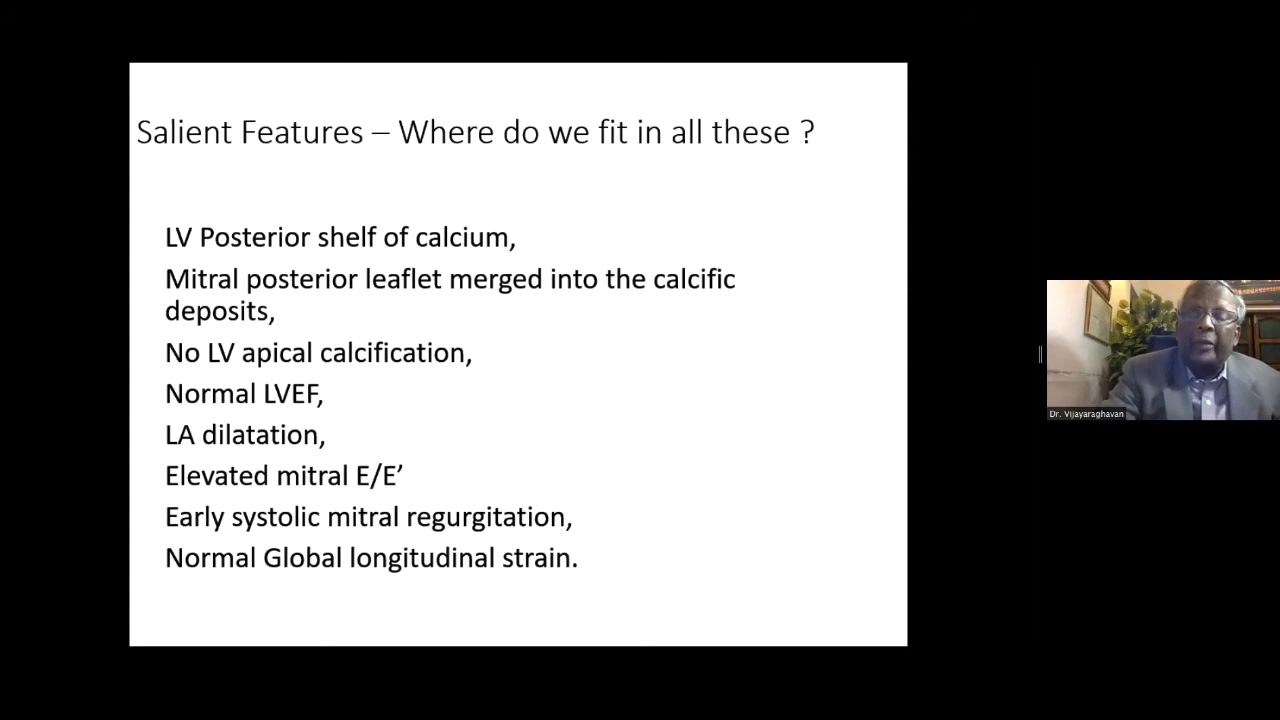 Salient Features – Where do we fit in all these ?
LV Posterior shelf of calcium,
Mitral posterior leaflet merged into the calcific
deposits,
No LV apical calcification,
Normal LVEF,
LA dilatation,
Elevated mitral E/E’
Early systolic mitral regurgitation,
Normal Global longitudinal strain.
Dr. Vijayaraghavan